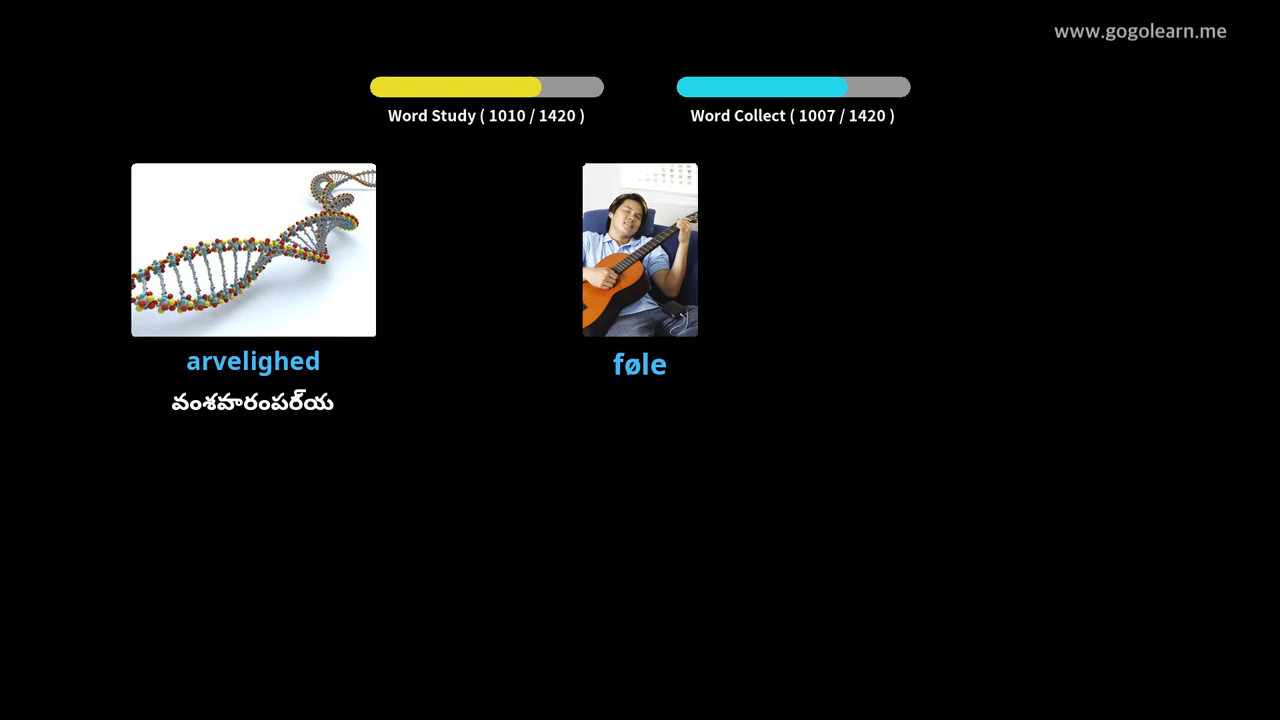 www.gogolearn.me
Word Study ( 1010 / 1420 )
Word Collect ( 1007 / 1420 )
arvelighed
føle
వంశపారంపర్‌య